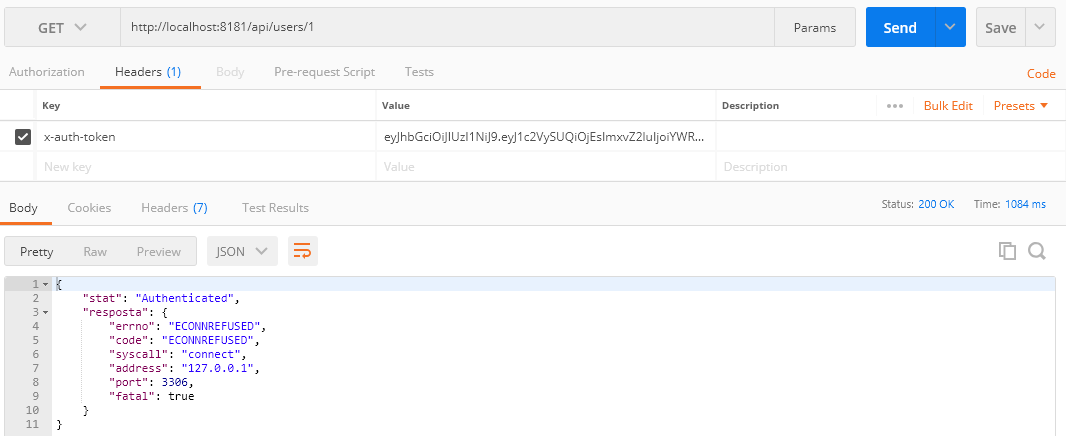 GET http://localhost:8181/api/users/1 Params Send Save
Authorization Headers (1) Body Pre-request Script Tests Code
Key Value Description ••• Bulk Edit Presets
x-auth-token eyJhbGciOiJIUzI1NiJ9.eyJ1c2VySUQiOjEsImxvZ2luIjoiYWR...
New key Value Description
Body Cookies Headers (7) Test Results Status: 200 OK Time: 1084 ms
Pretty Raw Preview JSON
1 {
2 "stat": "Authenticated",
3 "resposta": {
4 "errno": "ECONNREFUSED",
5 "code": "ECONNREFUSED",
6 "syscall": "connect",
7 "address": "127.0.0.1",
8 "port": 3306,
9 "fatal": true
10 }
11 }